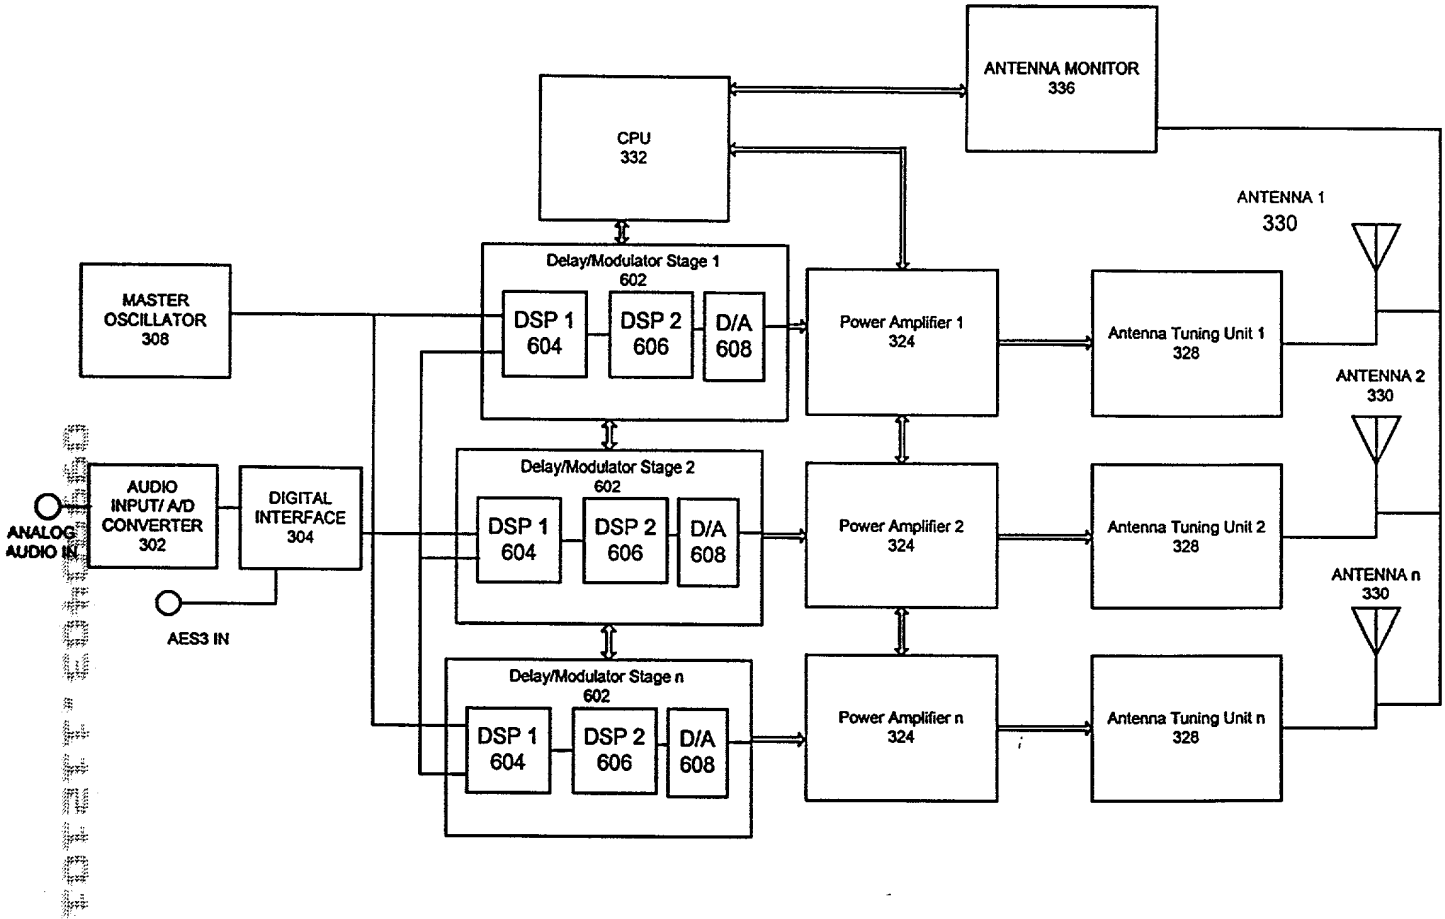 ANTENNA MONITOR
336
CPU
332
ANTENNA 1
330
Delay/Modulator Stage 1
602
MASTER
OSCILLATOR
308
DSP 1
604
DSP 2
606
D/A
608
Power Amplifier 1
324
Antenna Tuning Unit 1
328
ANTENNA 2
330
Delay/Modulator Stage 2
602
AUDIO
INPUT/ A/D
CONVERTER
302
DIGITAL
INTERFACE
304
ANALOG
AUDIO IN
DSP 1
604
DSP 2
606
D/A
608
Power Amplifier 2
324
Antenna Tuning Unit 2
328
ANTENNA n
330
AES3 IN
Delay/Modulator Stage n
602
DSP 1
604
DSP 2
606
D/A
608
Power Amplifier n
324
Antenna Tuning Unit n
328